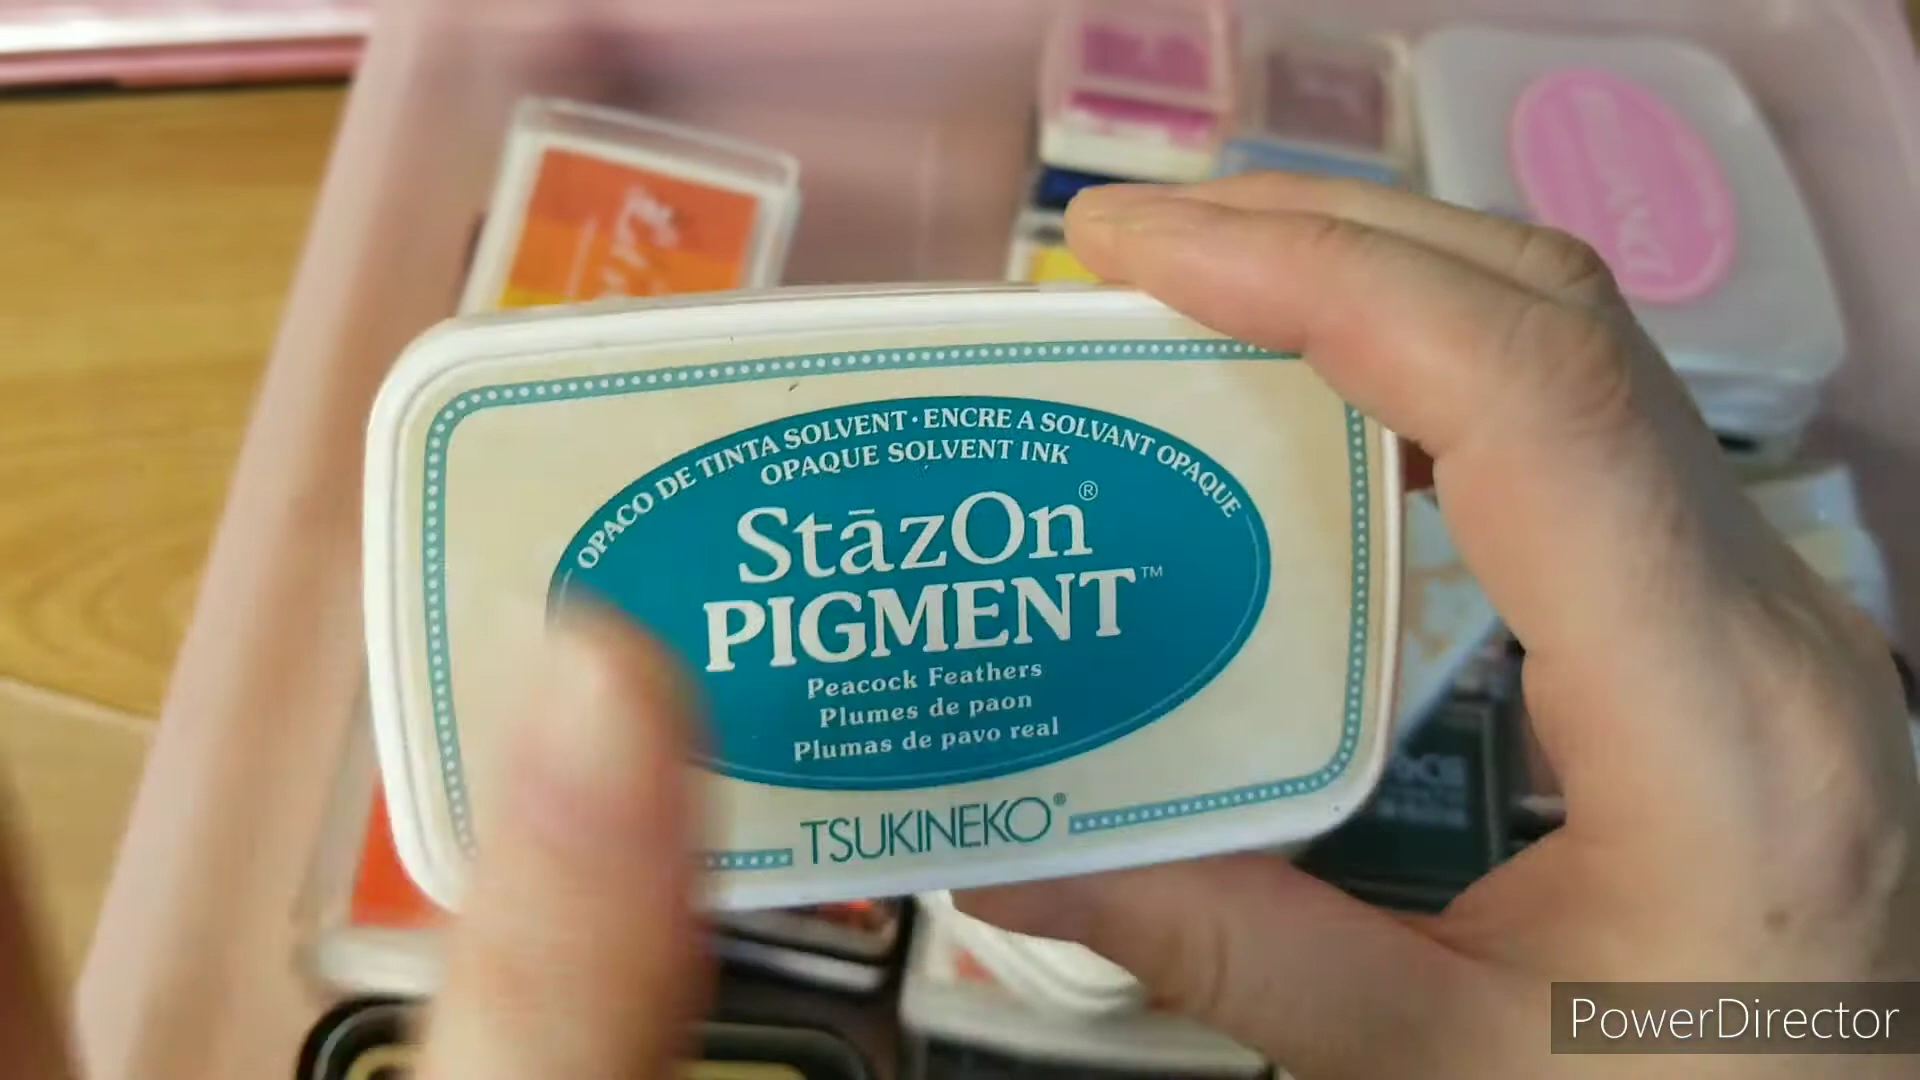 OPACO DE TINTA SOLVENT · ENCRE A SOLVANT OPAQUE
OPAQUE SOLVENT INK
StāzOn®
PIGMENT™
Peacock Feathers
Plumes de paon
Plumas de pavo real
TSUKINEKO®
PowerDirector